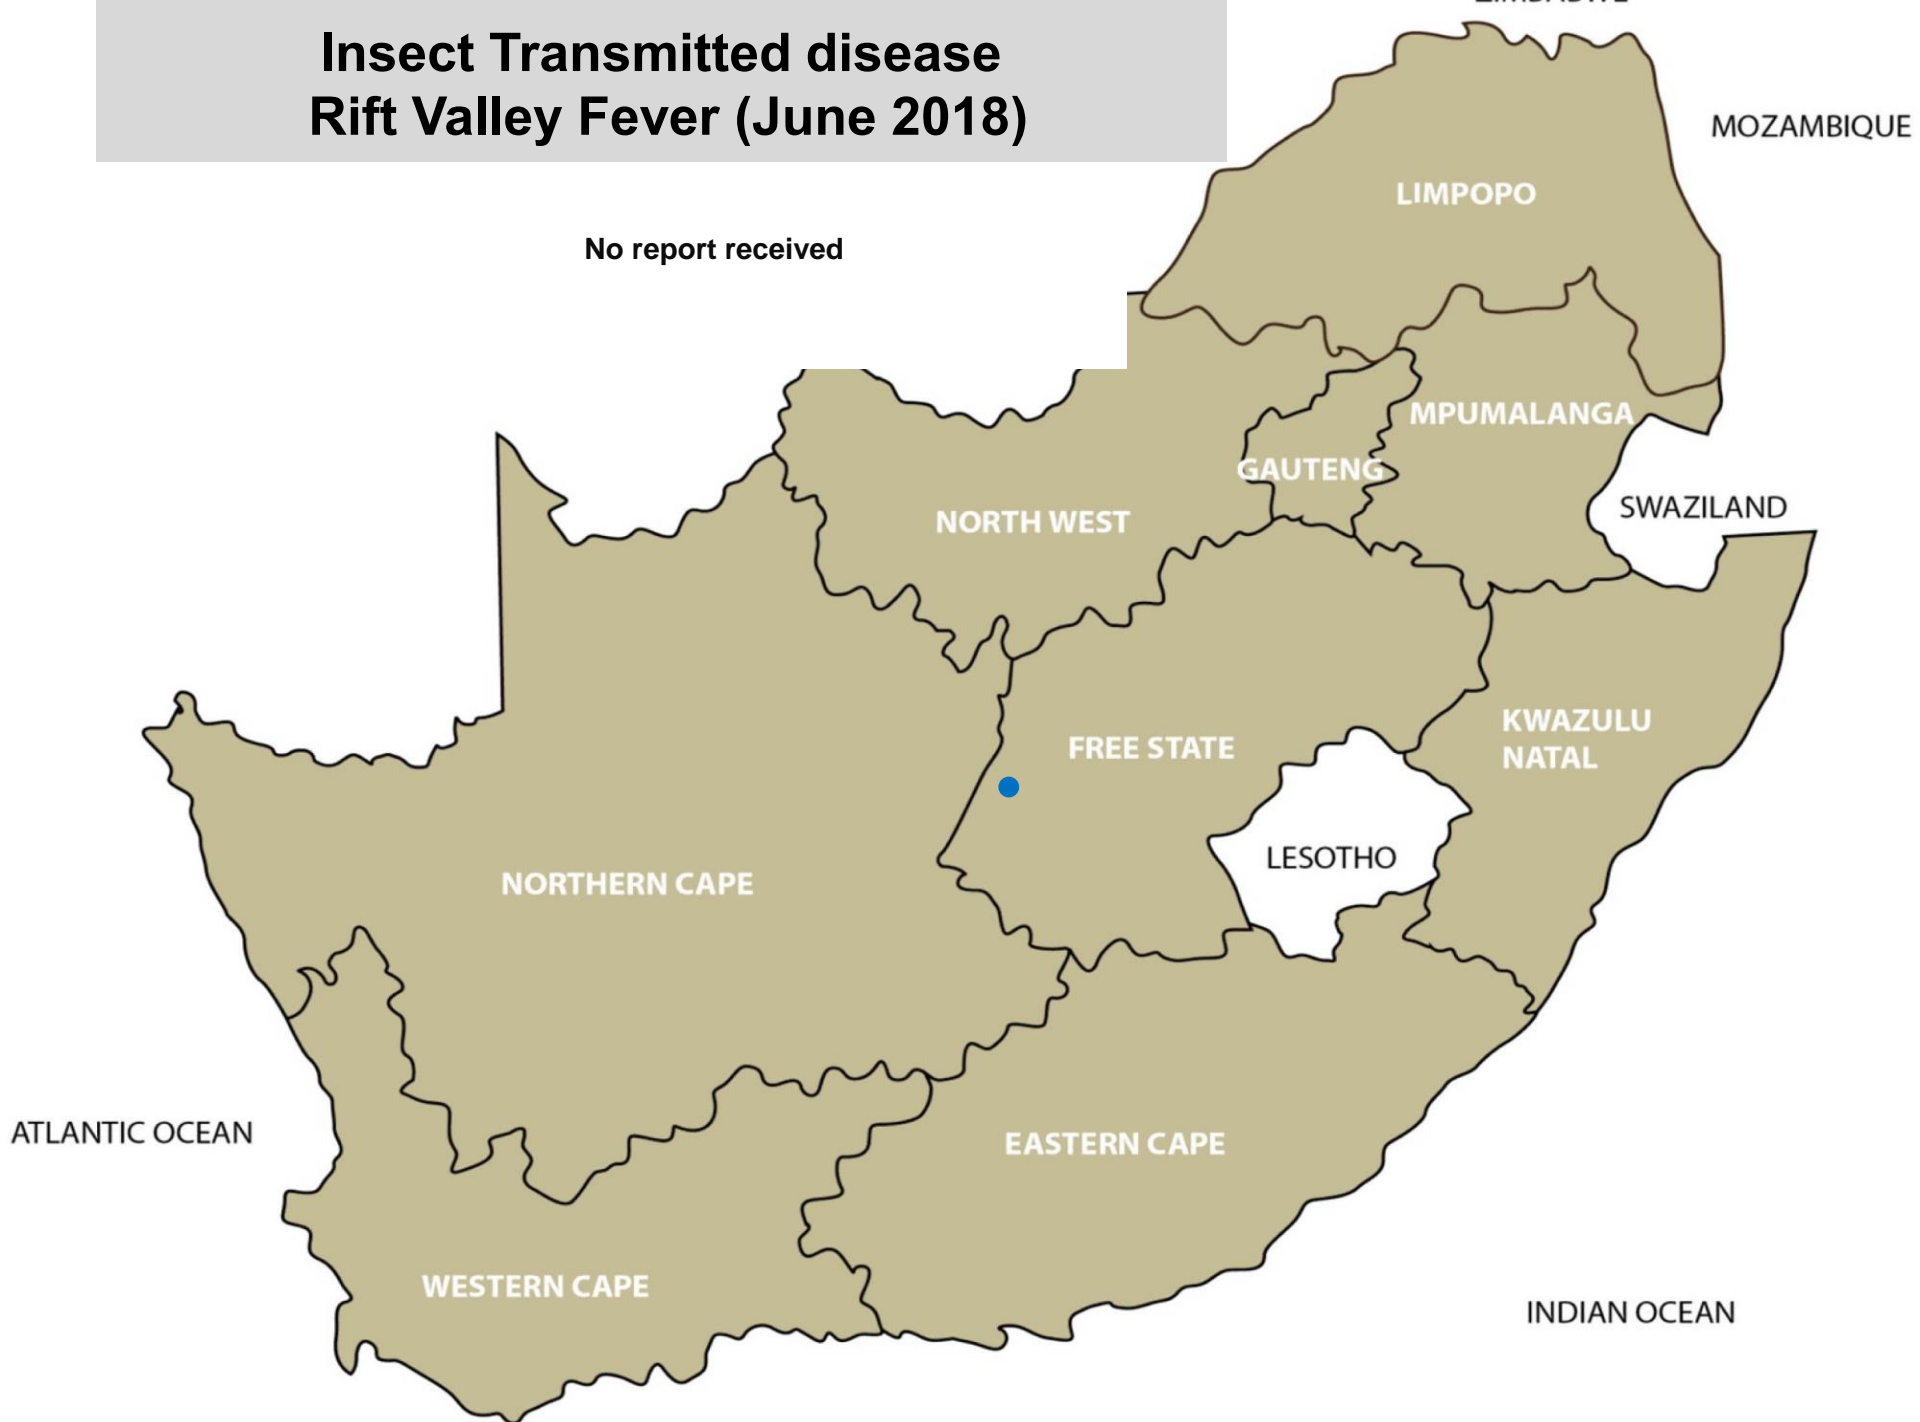 Insect Transmitted disease
Rift Valley Fever (June 2018)
MOZAMBIQUE
LIMPOPO
No report received
MPUMALANGA
GAUTENG
SWAZILAND
NORTH WEST
KWAZULU
NATAL
FREE STATE
LESOTHO
NORTHERN CAPE
ATLANTIC OCEAN
EASTERN CAPE
WESTERN CAPE
INDIAN OCEAN